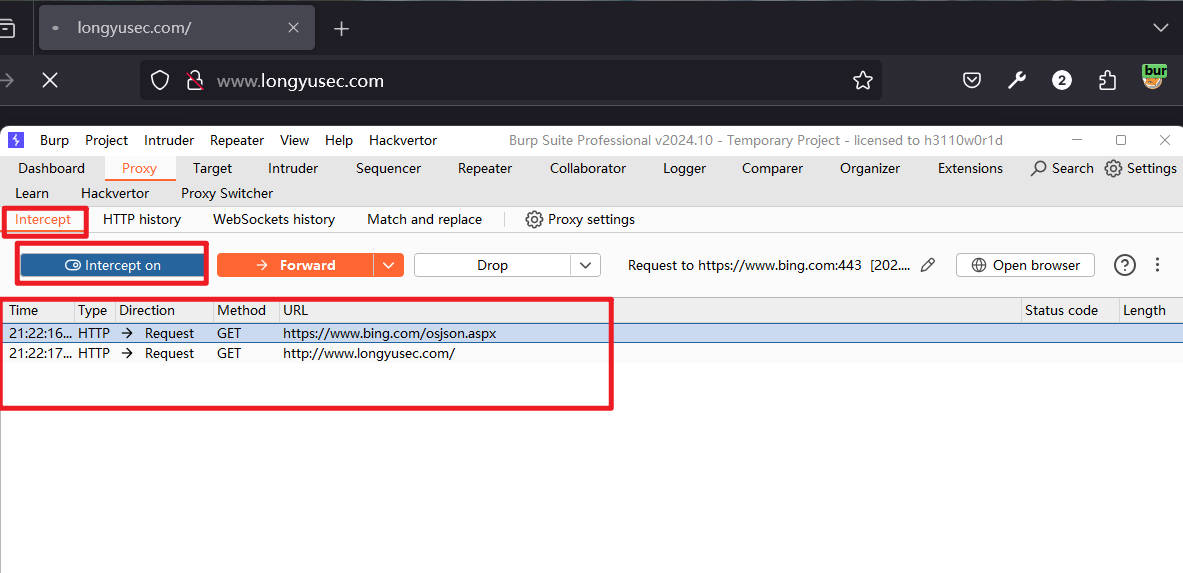 longyusec.com/
www.longyusec.com
2
bur
Burp Project Intruder Repeater View Help Hackvertor Burp Suite Professional v2024.10 - Temporary Project - licensed to h3110w0r1d
Dashboard Proxy Target Intruder Sequencer Repeater Collaborator Logger Comparer Organizer Extensions Search Settings
Learn Hackvertor Proxy Switcher
Intercept HTTP history WebSockets history Match and replace Proxy settings
Intercept on Forward Drop Request to https://www.bing.com:443 [202.... Open browser
Time Type Direction Method URL Status code Length
21:22:16... HTTP → Request GET https://www.bing.com/osjson.aspx
21:22:17... HTTP → Request GET http://www.longyusec.com/